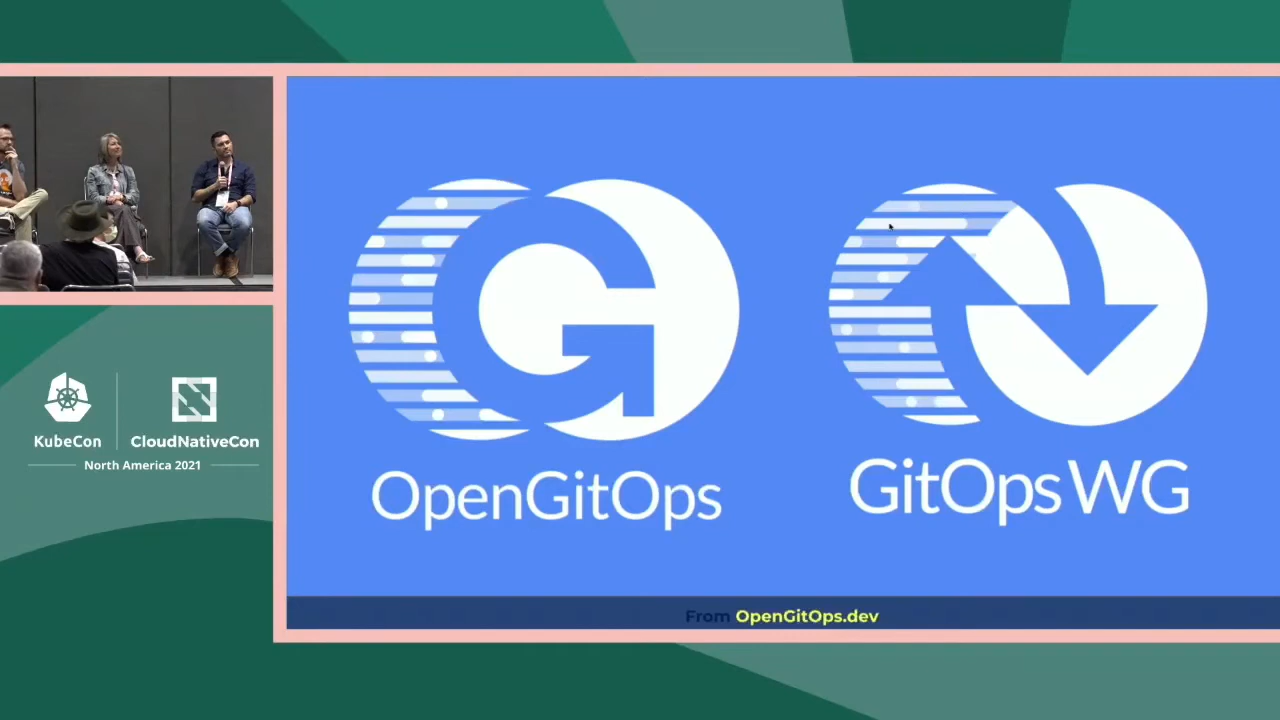 KubeCon
CloudNativeCon
North America 2021
OpenGitOps
GitOps WG
From OpenGitOps.dev